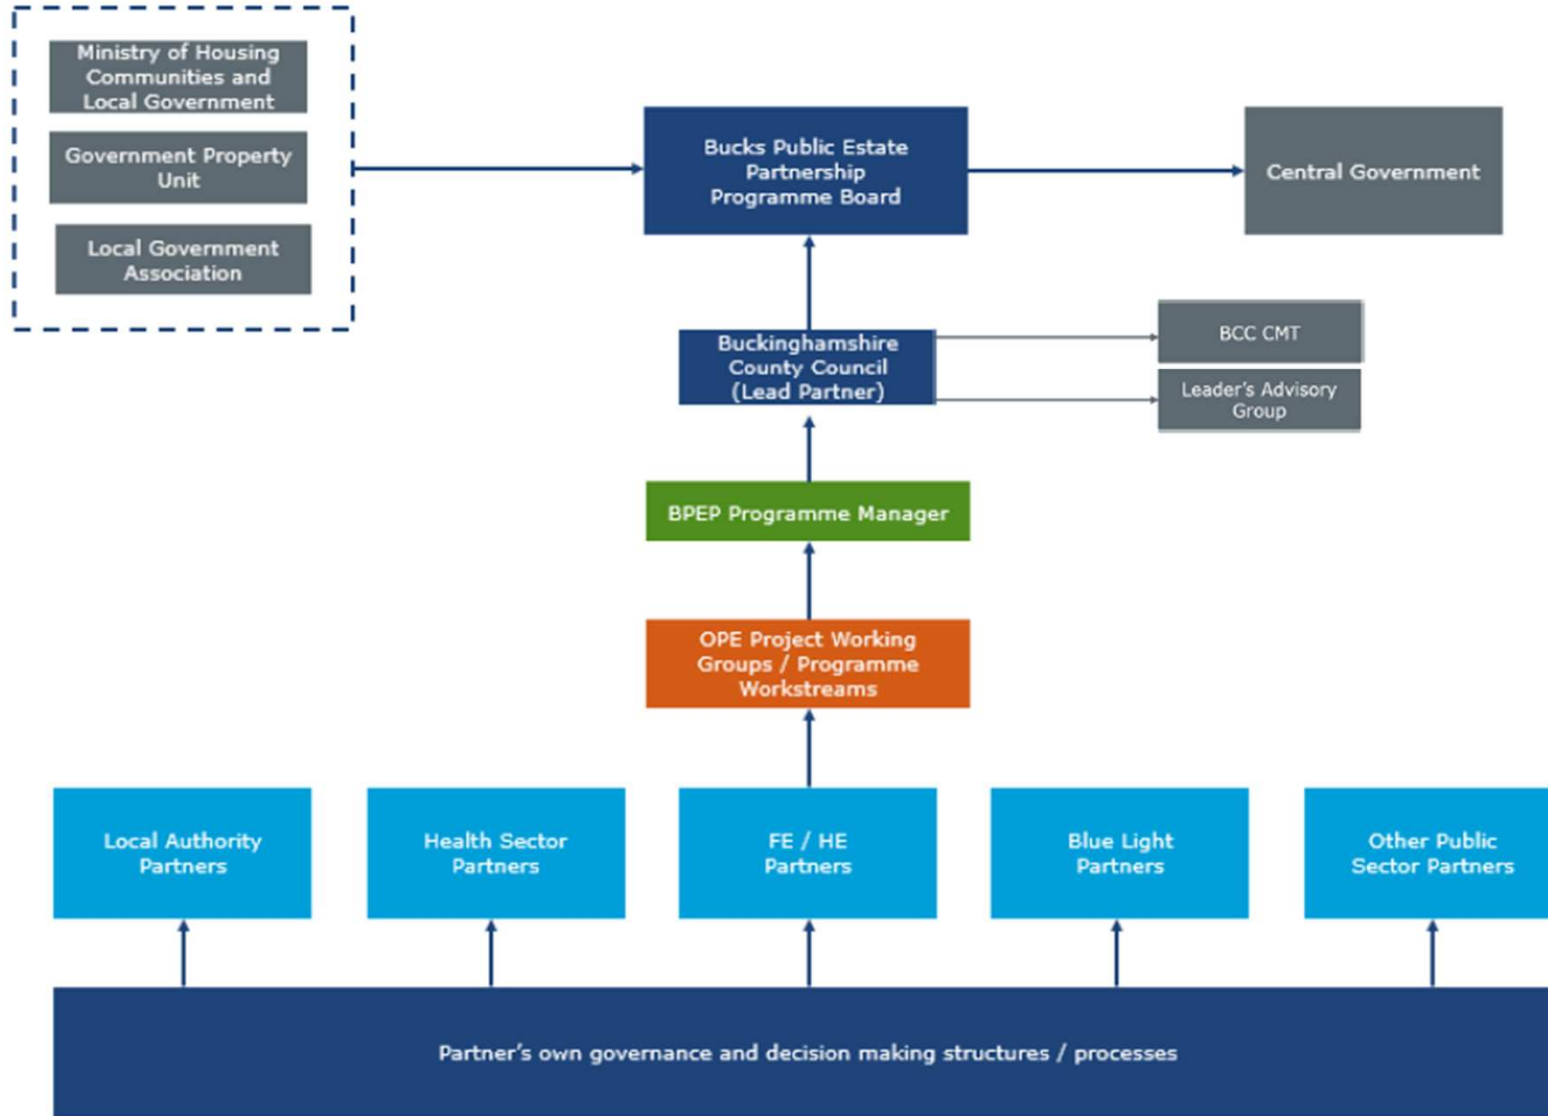 Ministry of Housing
Communities and
Local Government
Government Property
Unit
Local Government
Association
Bucks Public Estate
Partnership
Programme Board
Central Government
Buckinghamshire
County Council
(Lead Partner)
BCC CMT
Leader's Advisory
Group
BPEP Programme Manager
OPE Project Working
Groups / Programme
Workstreams
Local Authority
Partners
Health Sector
Partners
FE / HE
Partners
Blue Light
Partners
Other Public
Sector Partners
Partner's own governance and decision making structures / processes